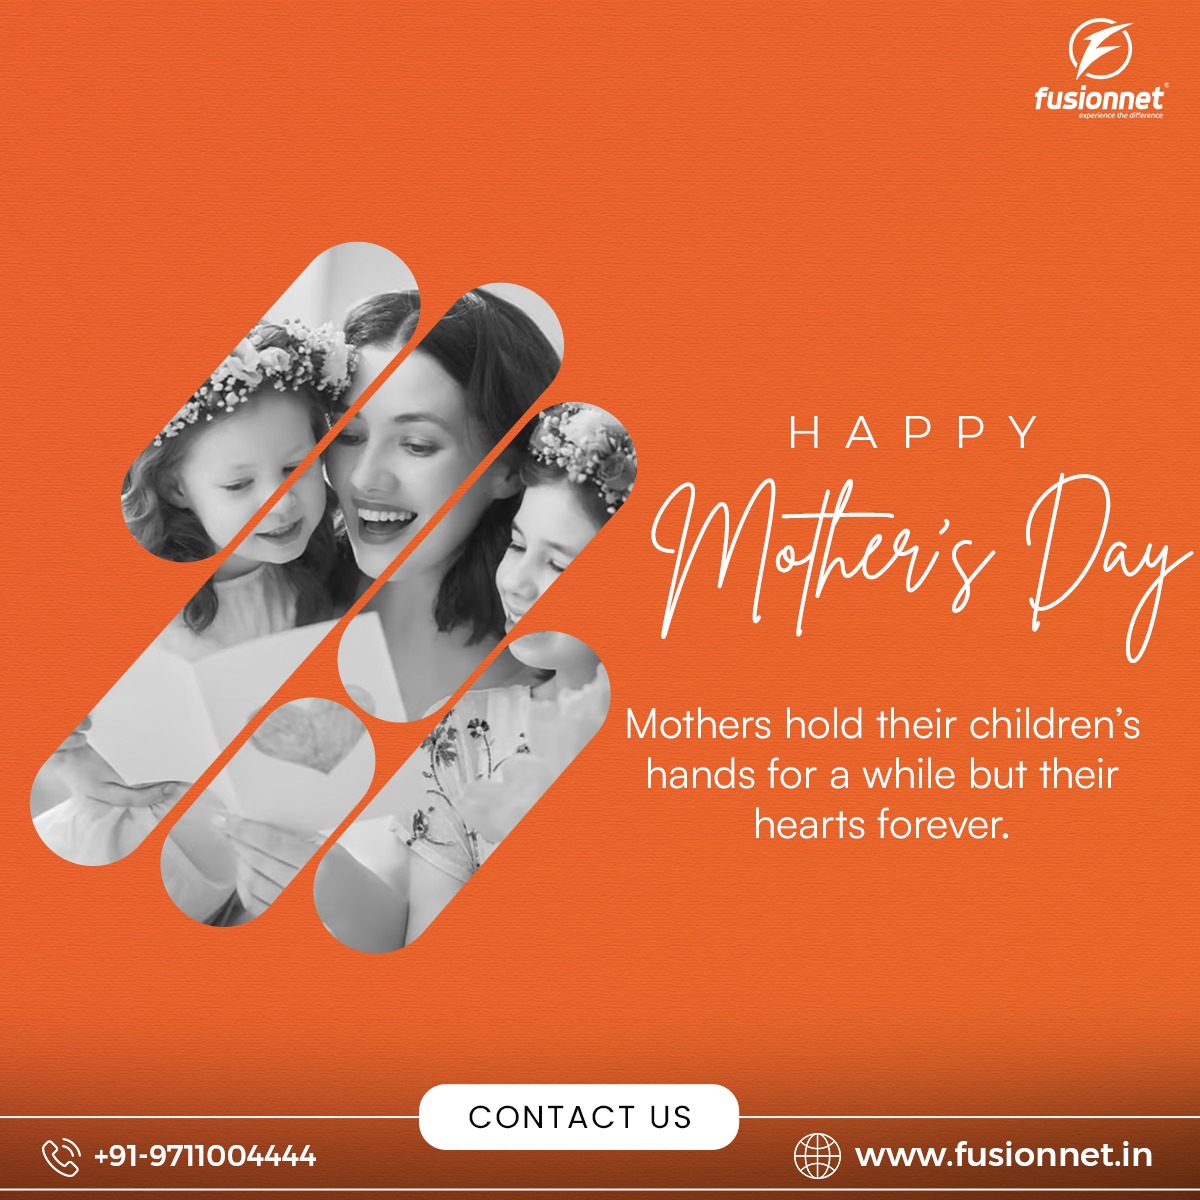 fusionnet
experience the difference
HAPPY
Mother's Day
Mothers hold their children’s
hands for a while but their
hearts forever.
CONTACT US
+91-9711004444
www.fusionnet.in